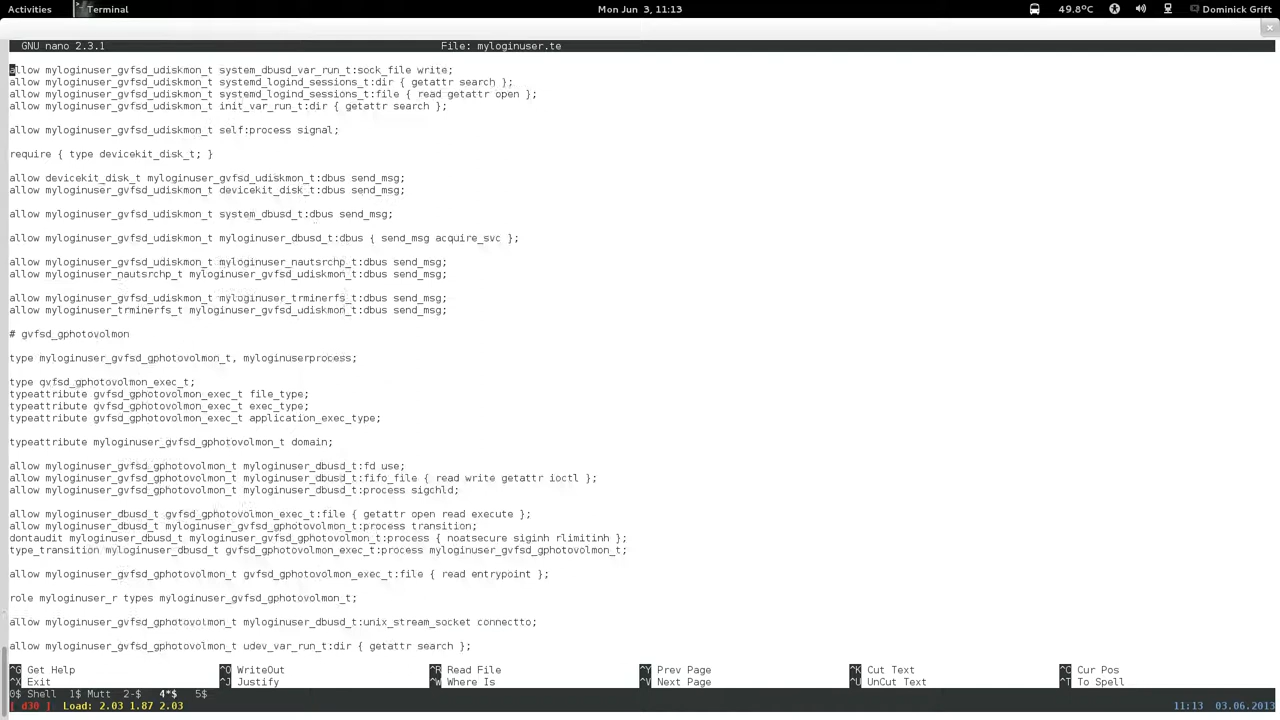 Activities Terminal Mon Jun 3, 11:13 49.8°C Dominick Grift
GNU nano 2.3.1 File: myloginuser.te
allow myloginuser_gvfsd_udiskmon_t system_dbusd_var_run_t:sock_file write;
allow myloginuser_gvfsd_udiskmon_t systemd_logind_sessions_t:dir { getattr search };
allow myloginuser_gvfsd_udiskmon_t systemd_logind_sessions_t:file { read getattr open };
allow myloginuser_gvfsd_udiskmon_t init_var_run_t:dir { getattr search };
allow myloginuser_gvfsd_udiskmon_t self:process signal;
require { type devicekit_disk_t; }
allow devicekit_disk_t myloginuser_gvfsd_udiskmon_t:dbus send_msg;
allow myloginuser_gvfsd_udiskmon_t devicekit_disk_t:dbus send_msg;
allow myloginuser_gvfsd_udiskmon_t system_dbusd_t:dbus send_msg;
allow myloginuser_gvfsd_udiskmon_t myloginuser_dbusd_t:dbus { send_msg acquire_svc };
allow myloginuser_gvfsd_udiskmon_t myloginuser_nautsrchp_t:dbus send_msg;
allow myloginuser_nautsrchp_t myloginuser_gvfsd_udiskmon_t:dbus send_msg;
allow myloginuser_gvfsd_udiskmon_t myloginuser_trminerfs_t:dbus send_msg;
allow myloginuser_trminerfs_t myloginuser_gvfsd_udiskmon_t:dbus send_msg;
# gvfsd_gphotovolmon
type myloginuser_gvfsd_gphotovolmon_t, myloginuserprocess;
type gvfsd_gphotovolmon_exec_t;
typeattribute gvfsd_gphotovolmon_exec_t file_type;
typeattribute gvfsd_gphotovolmon_exec_t exec_type;
typeattribute gvfsd_gphotovolmon_exec_t application_exec_type;
typeattribute myloginuser_gvfsd_gphotovolmon_t domain;
allow myloginuser_gvfsd_gphotovolmon_t myloginuser_dbusd_t:fd use;
allow myloginuser_gvfsd_gphotovolmon_t myloginuser_dbusd_t:fifo_file { read write getattr ioctl };
allow myloginuser_gvfsd_gphotovolmon_t myloginuser_dbusd_t:process sigchld;
allow myloginuser_dbusd_t gvfsd_gphotovolmon_exec_t:file { getattr open read execute };
allow myloginuser_dbusd_t myloginuser_gvfsd_gphotovolmon_t:process transition;
dontaudit myloginuser_dbusd_t myloginuser_gvfsd_gphotovolmon_t:process { noatsecure siginh rlimitinh };
type_transition myloginuser_dbusd_t gvfsd_gphotovolmon_exec_t:process myloginuser_gvfsd_gphotovolmon_t;
allow myloginuser_gvfsd_gphotovolmon_t gvfsd_gphotovolmon_exec_t:file { read entrypoint };
role myloginuser_r types myloginuser_gvfsd_gphotovolmon_t;
allow myloginuser_gvfsd_gphotovolmon_t myloginuser_dbusd_t:unix_stream_socket connectto;
allow myloginuser_gvfsd_gphotovolmon_t udev_var_run_t:dir { getattr search };
^G Get Help ^O WriteOut ^R Read File ^Y Prev Page ^K Cut Text ^C Cur Pos
^X Exit ^J Justify ^W Where Is ^V Next Page ^U UnCut Text ^T To Spell
0$ Shell 1$ Mutt 2-$ 4*$ 5$
[ d30 ] Load: 2.03 1.87 2.03 11:13 03.06.2013